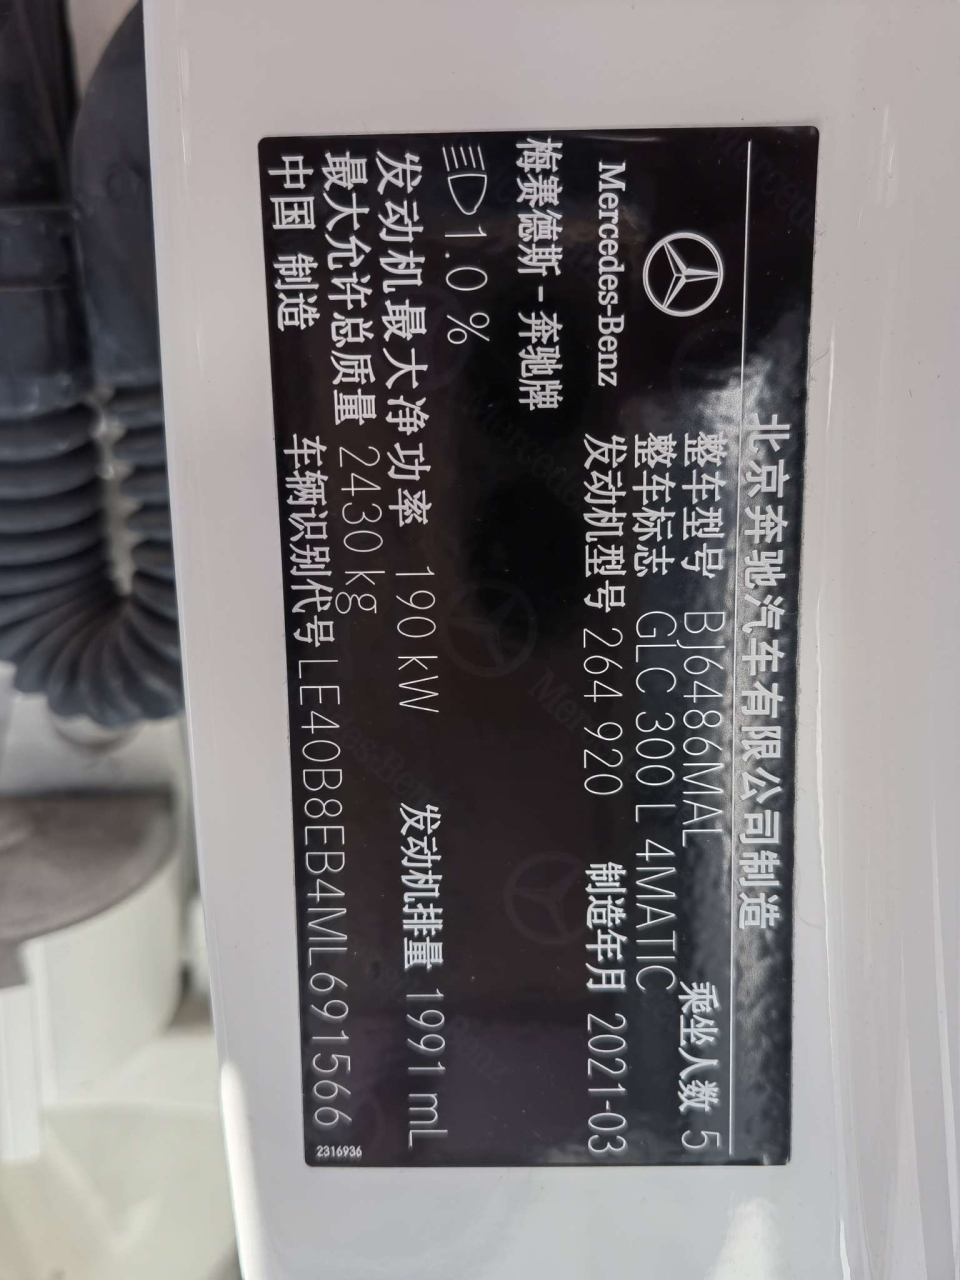 北京奔驰汽车有限公司制造
整车型号 BJ6486MAL 乘坐人数 5
整车标志 GLC 300 L 4MATIC
Mercedes-Benz 发动机型号 264 920 制造年月 2021-03
梅赛德斯-奔驰牌
1.0 %
发动机最大净功率 190 kW 发动机排量 1991 mL
最大允许总质量 2430 kg
中国 制造 车辆识别代号 LE40B8EB4ML691566
2316936